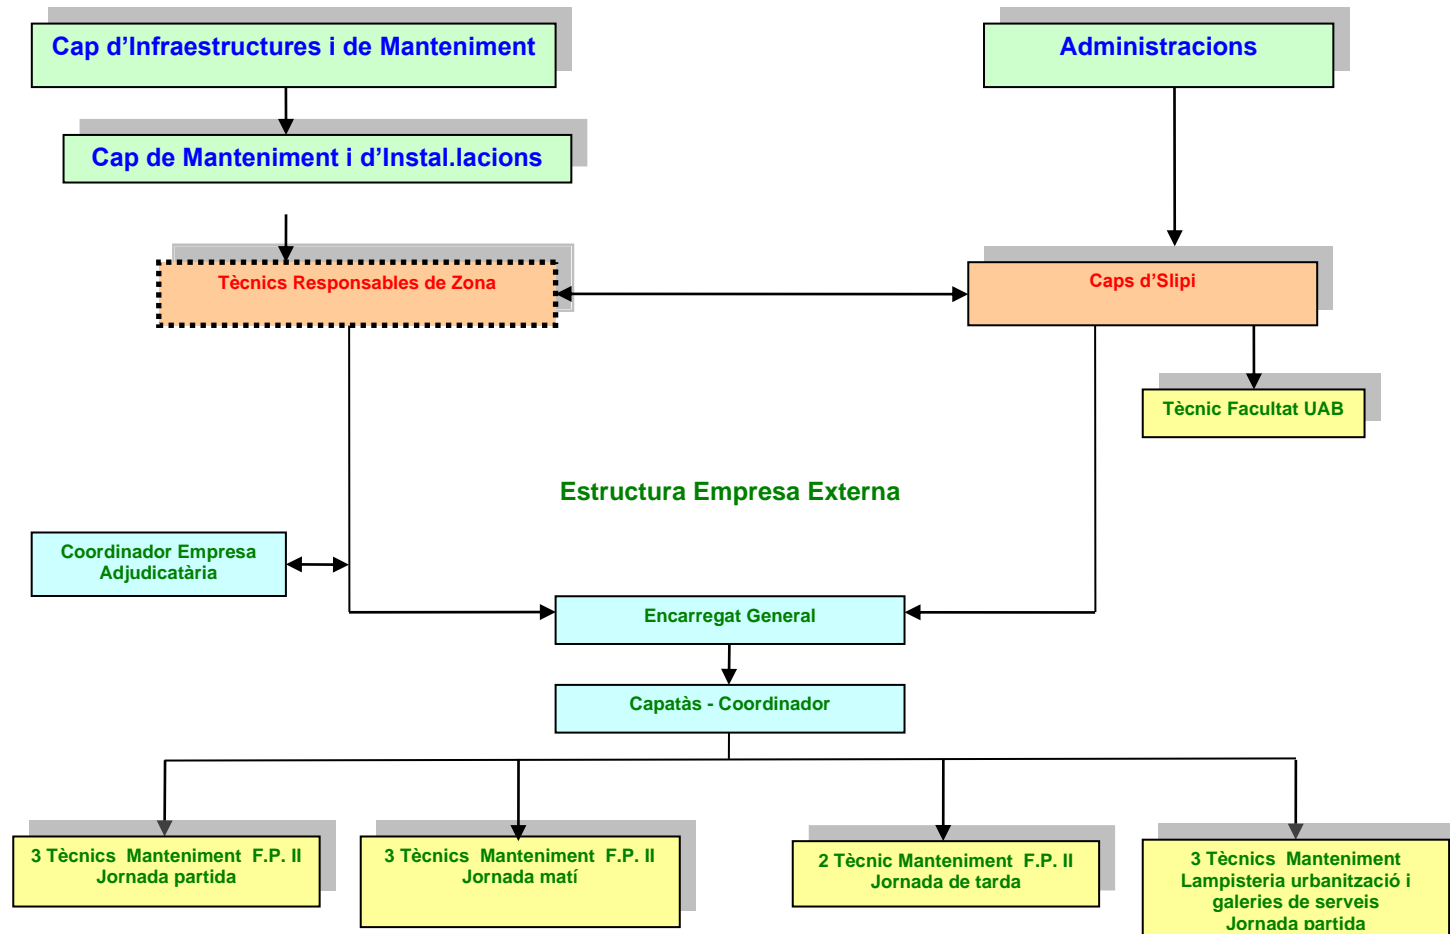 Cap d’Infraestructures i de Manteniment
Administracions
Cap de Manteniment i d’Instal.lacions
Tècnics Responsables de Zona
Caps d’Slipi
Tècnic Facultat UAB
Estructura Empresa Externa
Coordinador Empresa
Adjudicatària
Encarregat General
Capatàs - Coordinador
3 Tècnics  Manteniment  F.P. II
Jornada partida
3 Tècnics  Manteniment  F.P. II
Jornada matí
2 Tècnic Manteniment  F.P. II
Jornada de tarda
3 Tècnics  Manteniment
Lampisteria urbanització i
galeries de serveis
Jornada partida